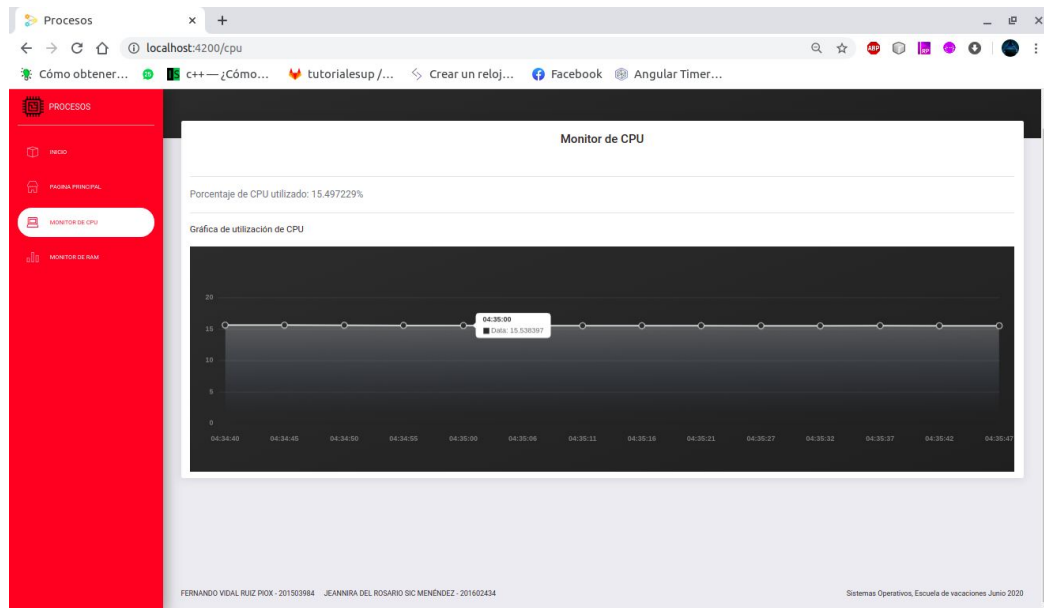 Procesos
localhost:4200/cpu
ABP
RP
Cómo obtener...
c++ — ¿Cómo...
tutorialesup /...
Crear un reloj...
Facebook
Angular Timer...
PROCESOS
INICIO
PAGINA PRINCIPAL
MONITOR DE CPU
MONITOR DE RAM
Monitor de CPU
Porcentaje de CPU utilizado: 15.497229%
Gráfica de utilización de CPU
20
15
10
5
0
04:35:00
Data: 15.538397
04:34:40 04:34:45 04:34:50 04:34:55 04:35:00 04:35:06 04:35:11 04:35:16 04:35:21 04:35:27 04:35:32 04:35:37 04:35:42 04:35:47
FERNANDO VIDAL RUIZ PIOX - 201503984 JEANNIRA DEL ROSARIO SIC MENÉNDEZ - 201602434
Sistemas Operativos, Escuela de vacaciones Junio 2020